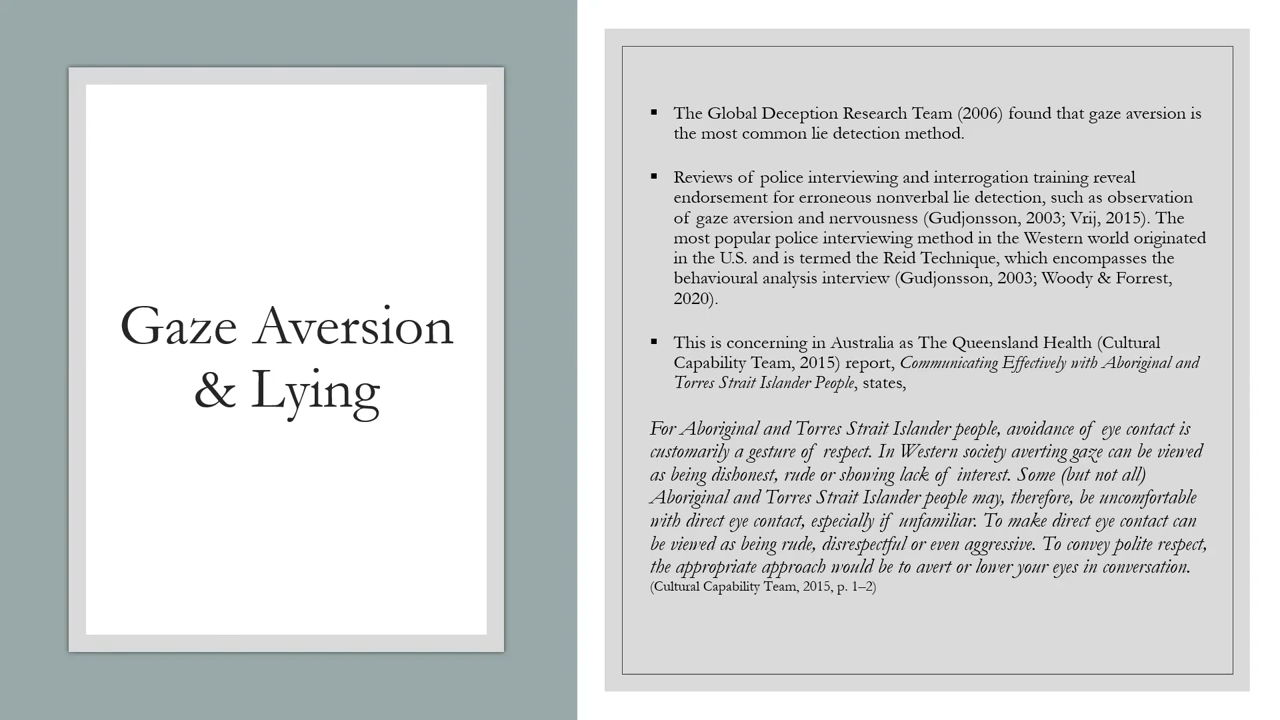 Gaze Aversion
& Lying
▪ The Global Deception Research Team (2006) found that gaze aversion is
the most common lie detection method.
▪ Reviews of police interviewing and interrogation training reveal
endorsement for erroneous nonverbal lie detection, such as observation
of gaze aversion and nervousness (Gudjonsson, 2003; Vrij, 2015). The
most popular police interviewing method in the Western world originated
in the U.S. and is termed the Reid Technique, which encompasses the
behavioural analysis interview (Gudjonsson, 2003; Woody & Forrest,
2020).
▪ This is concerning in Australia as The Queensland Health (Cultural
Capability Team, 2015) report, Communicating Effectively with Aboriginal and
Torres Strait Islander People, states,
For Aboriginal and Torres Strait Islander people, avoidance of eye contact is
customarily a gesture of respect. In Western society averting gaze can be viewed
as being dishonest, rude or showing lack of interest. Some (but not all)
Aboriginal and Torres Strait Islander people may, therefore, be uncomfortable
with direct eye contact, especially if unfamiliar. To make direct eye contact can
be viewed as being rude, disrespectful or even aggressive. To convey polite respect,
the appropriate approach would be to avert or lower your eyes in conversation.
(Cultural Capability Team, 2015, p. 1–2)